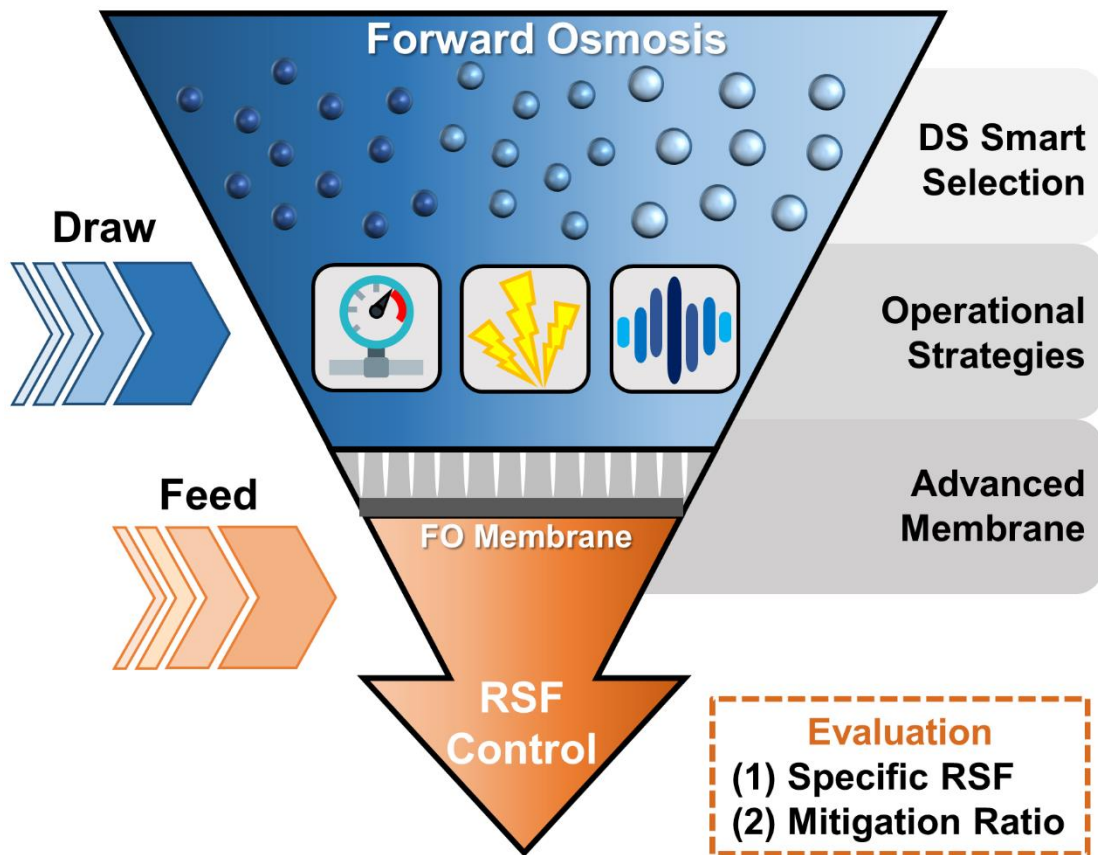 Forward Osmosis
DS Smart
Selection
Draw
Operational
Strategies
Feed
Advanced
Membrane
FO Membrane
RSF
Control
Evaluation
(1) Specific RSF
(2) Mitigation Ratio